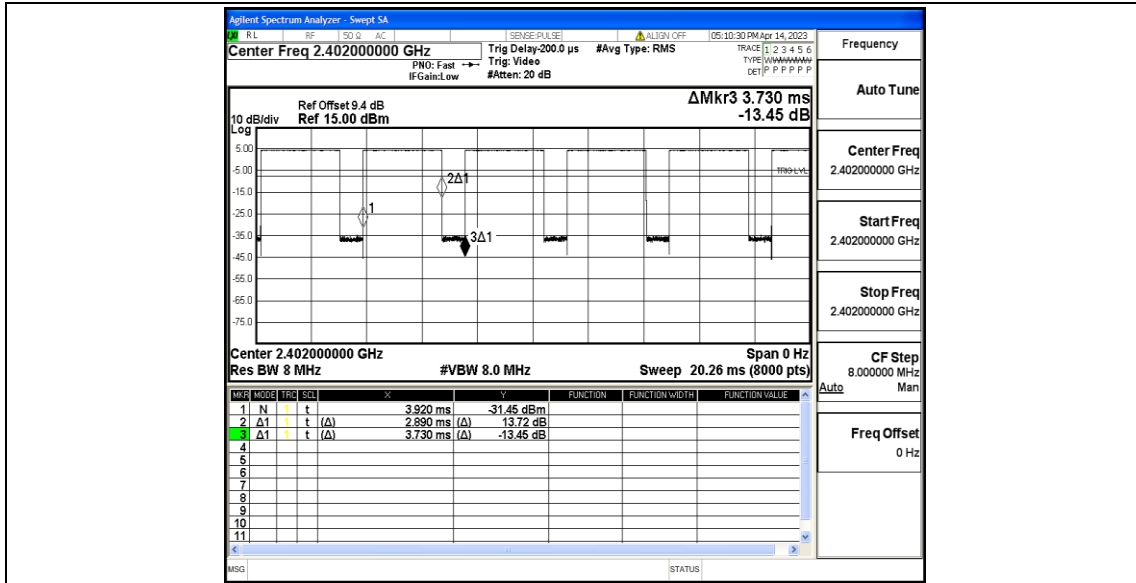 Agilent Spectrum Analyzer - Swept SA
LXI RL RF 50 Ω AC SENSE:PULSE ALIGN OFF 05:10:30 PM Apr 14, 2023
Center Freq 2.402000000 GHz
PNO: Fast
IFGain:Low
Trig Delay-200.0 µs
Trig: Video
#Atten: 20 dB
#Avg Type: RMS
TRACE 1 2 3 4 5 6
TYPE WWWWWW
DET P P P P P P
ΔMkr3 3.730 ms
-13.45 dB
Ref Offset 9.4 dB
10 dB/div Ref 15.00 dBm
Log
5.00
-5.00
TRIG LVL
-15.0
2Δ1
-25.0
1
-35.0
3Δ1
-45.0
-55.0
-65.0
-75.0
Center 2.402000000 GHz Span 0 Hz
Res BW 8 MHz #VBW 8.0 MHz Sweep 20.26 ms (8000 pts)
MKR MODE TRC SCL X Y FUNCTION FUNCTION WIDTH FUNCTION VALUE
1 N 1 t 3.920 ms -31.45 dBm
2 Δ1 1 t (Δ) 2.890 ms (Δ) 13.72 dB
3 Δ1 1 t (Δ) 3.730 ms (Δ) -13.45 dB
4
5
6
7
8
9
10
11
MSG STATUS
Frequency
Auto Tune
Center Freq
2.402000000 GHz
Start Freq
2.402000000 GHz
Stop Freq
2.402000000 GHz
CF Step
8.000000 MHz
Auto Man
Freq Offset
0 Hz